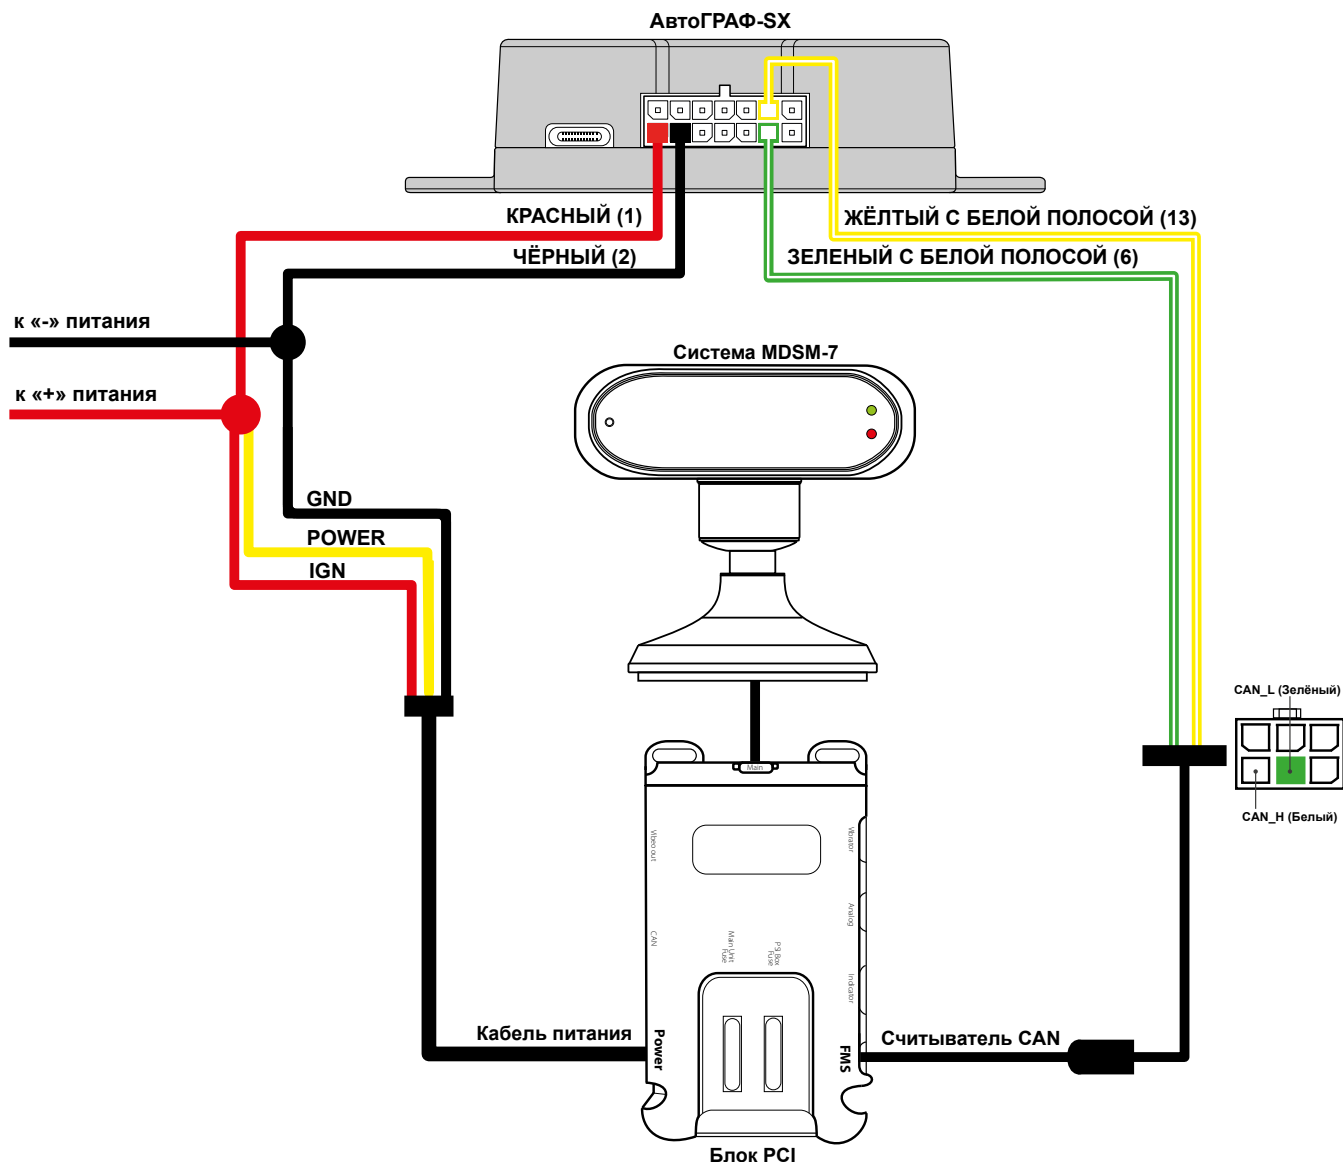 АвтоГРАФ-SX
КРАСНЫЙ (1)
ЖЁЛТЫЙ С БЕЛОЙ ПОЛОСОЙ (13)
ЧЁРНЫЙ (2)
ЗЕЛЕНЫЙ С БЕЛОЙ ПОЛОСОЙ (6)
к «-» питания
Система MDSM-7
к «+» питания
GND
POWER
IGN
CAN_L (Зелёный)
CAN_H (Белый)
Main
Vibeo out
Vibrator
CAN
Analog
Main Unit
Fuse
P9 Box
Fuse
Indicator
Кабель питания
Power
FMS
Считыватель CAN
Блок PCI